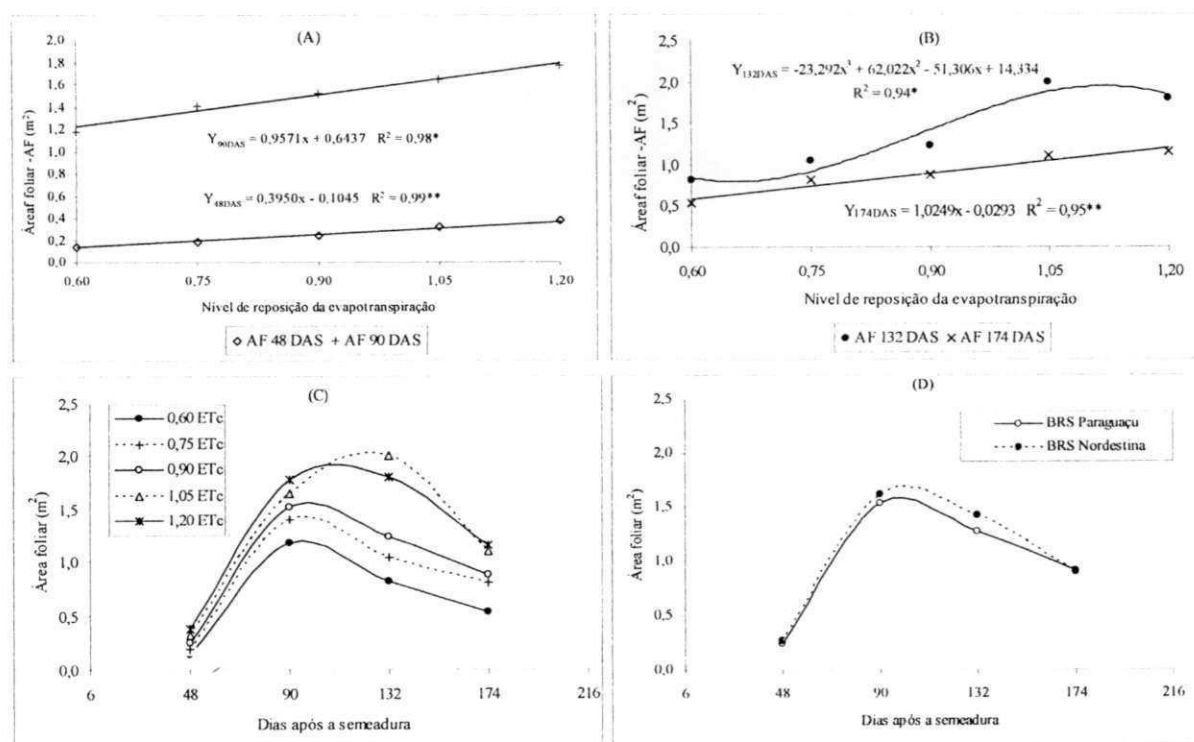 (A)
Área foliar -AF (m²)
2,0
1,8
1,6
1,4
1,2
1,0
0,8
0,6
0,4
0,2
0,0
Y90DAS = 0,9571x + 0,6437 R² = 0,98*
Y48DAS = 0,3950x - 0,1045 R² = 0,99**
0,60 0,75 0,90 1,05 1,20
Nivel de reposição da evapotranspiração
AF 48 DAS + AF 90 DAS
(B)
Áreaf foliar -AF (m²)
2,5
2,0
1,5
1,0
0,5
0,0
Y132DAS = -23,292x³ + 62,022x² - 51,306x + 14,334
R² = 0,94*
Y174DAS = 1,0249x - 0,0293 R² = 0,95**
0,60 0,75 0,90 1,05 1,20
Nivel de reposição da evapotranspiração
AF 132 DAS × AF 174 DAS
(C)
Área foliar (m²)
2,5
2,0
1,5
1,0
0,5
0,0
0,60 ETc
0,75 ETc
0,90 ETc
1,05 ETc
1,20 ETc
6 48 90 132 174 216
Dias após a semeadura
(D)
Área foliar (m²)
2,5
2,0
1,5
1,0
0,5
0,0
BRS Paraguaçu
BRS Nordestina
6 48 90 132 174 216
Dias após a semeadura